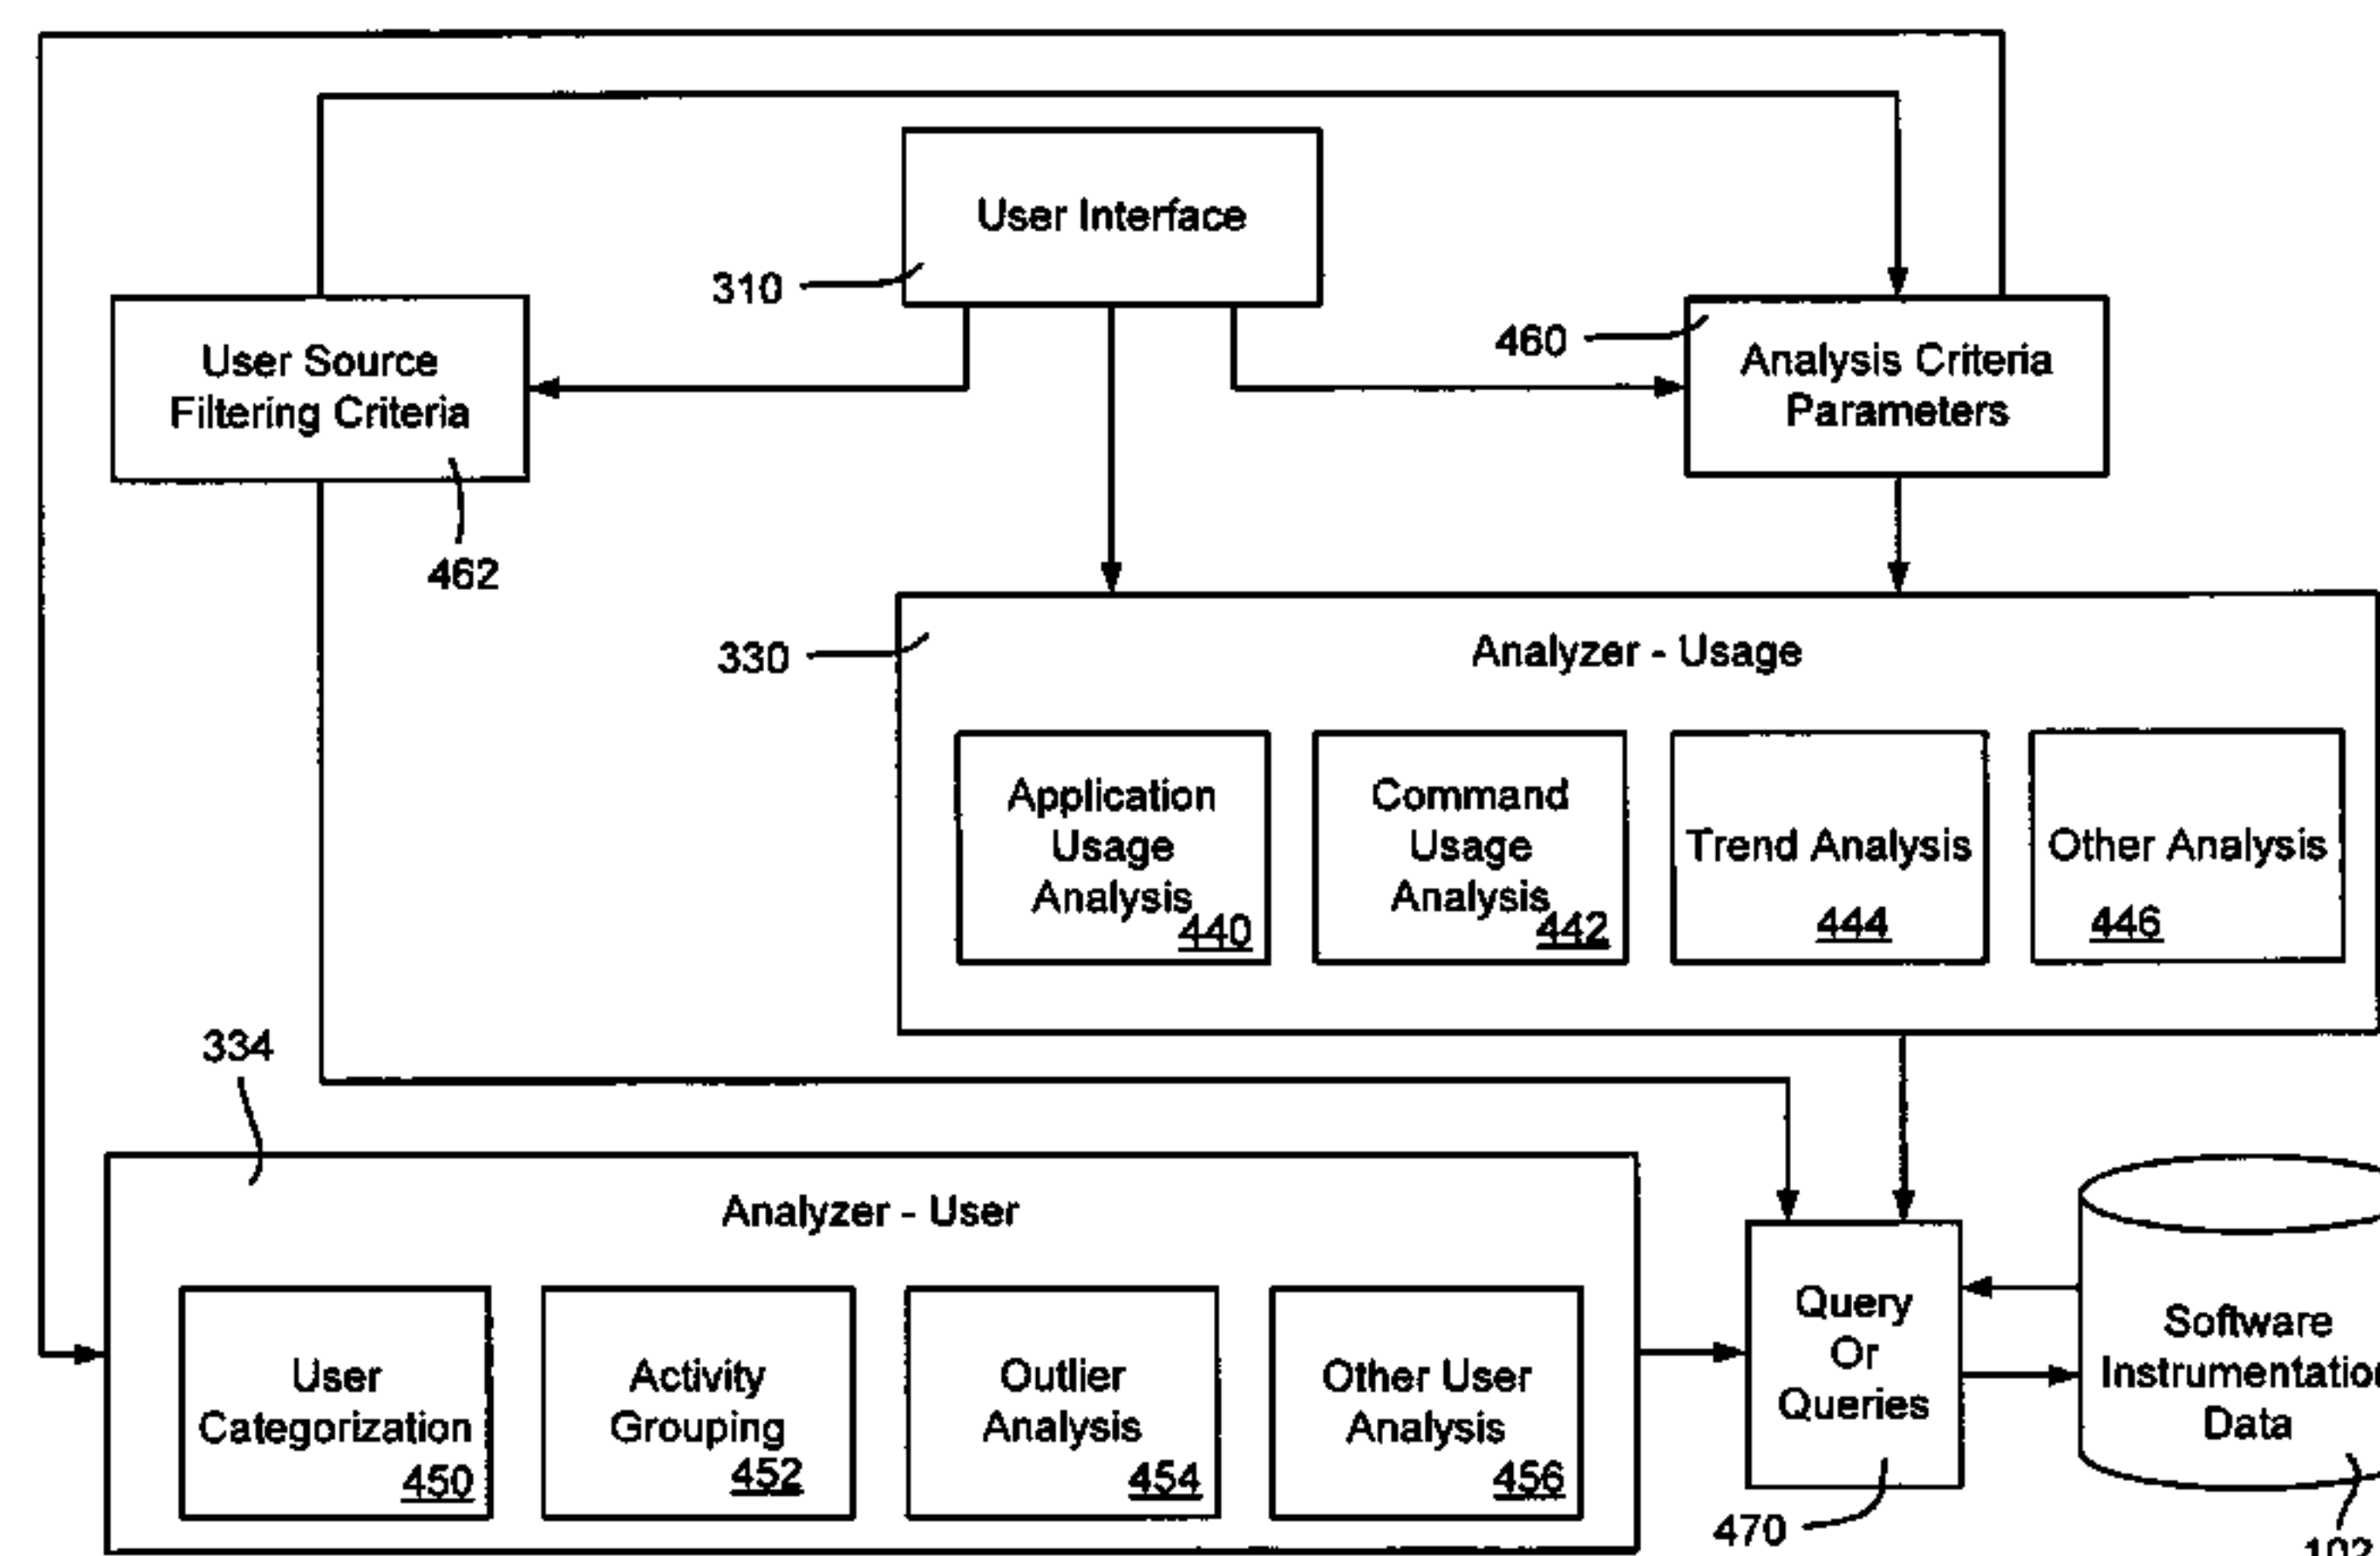 User Interface
310
User Source
Filtering Criteria
462
460
Analysis Criteria
Parameters
330
Analyzer - Usage
Application
Usage
Analysis
440
Command
Usage
Analysis
442
Trend Analysis
444
Other Analysis
446
334
Analyzer - User
User
Categorization
450
Activity
Grouping
452
Outlier
Analysis
454
Other User
Analysis
456
Query
Or
Queries
470
Software
Instrumentation
Data
102